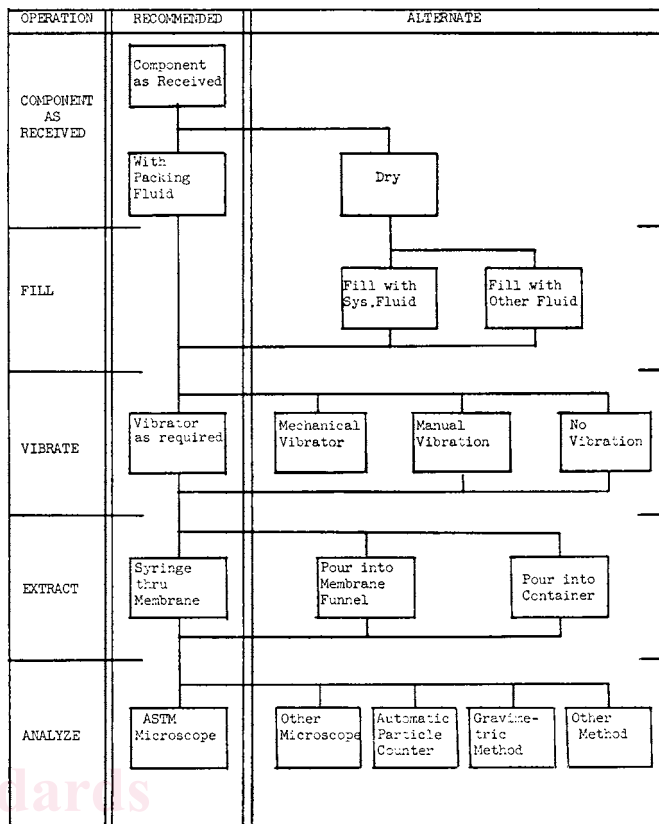 OPERATION RECOMMENDED ALTERNATE
COMPONENT
AS
RECEIVED
Component
as Received
With
Packing
Fluid
Dry
FILL
Fill with
Sys.Fluid
Fill with
Other Fluid
VIBRATE
Vibrator
as required
Mechanical
Vibrator
Manual
Vibration
No
Vibration
EXTRACT
Syringe
thru
Membrane
Pour into
Membrane
Funnel
Pour into
Container
ANALYZE
ASTM
Microscope
Other
Microscope
Automatic
Particle
Counter
Gravime-
tric
Method
Other
Method
dards